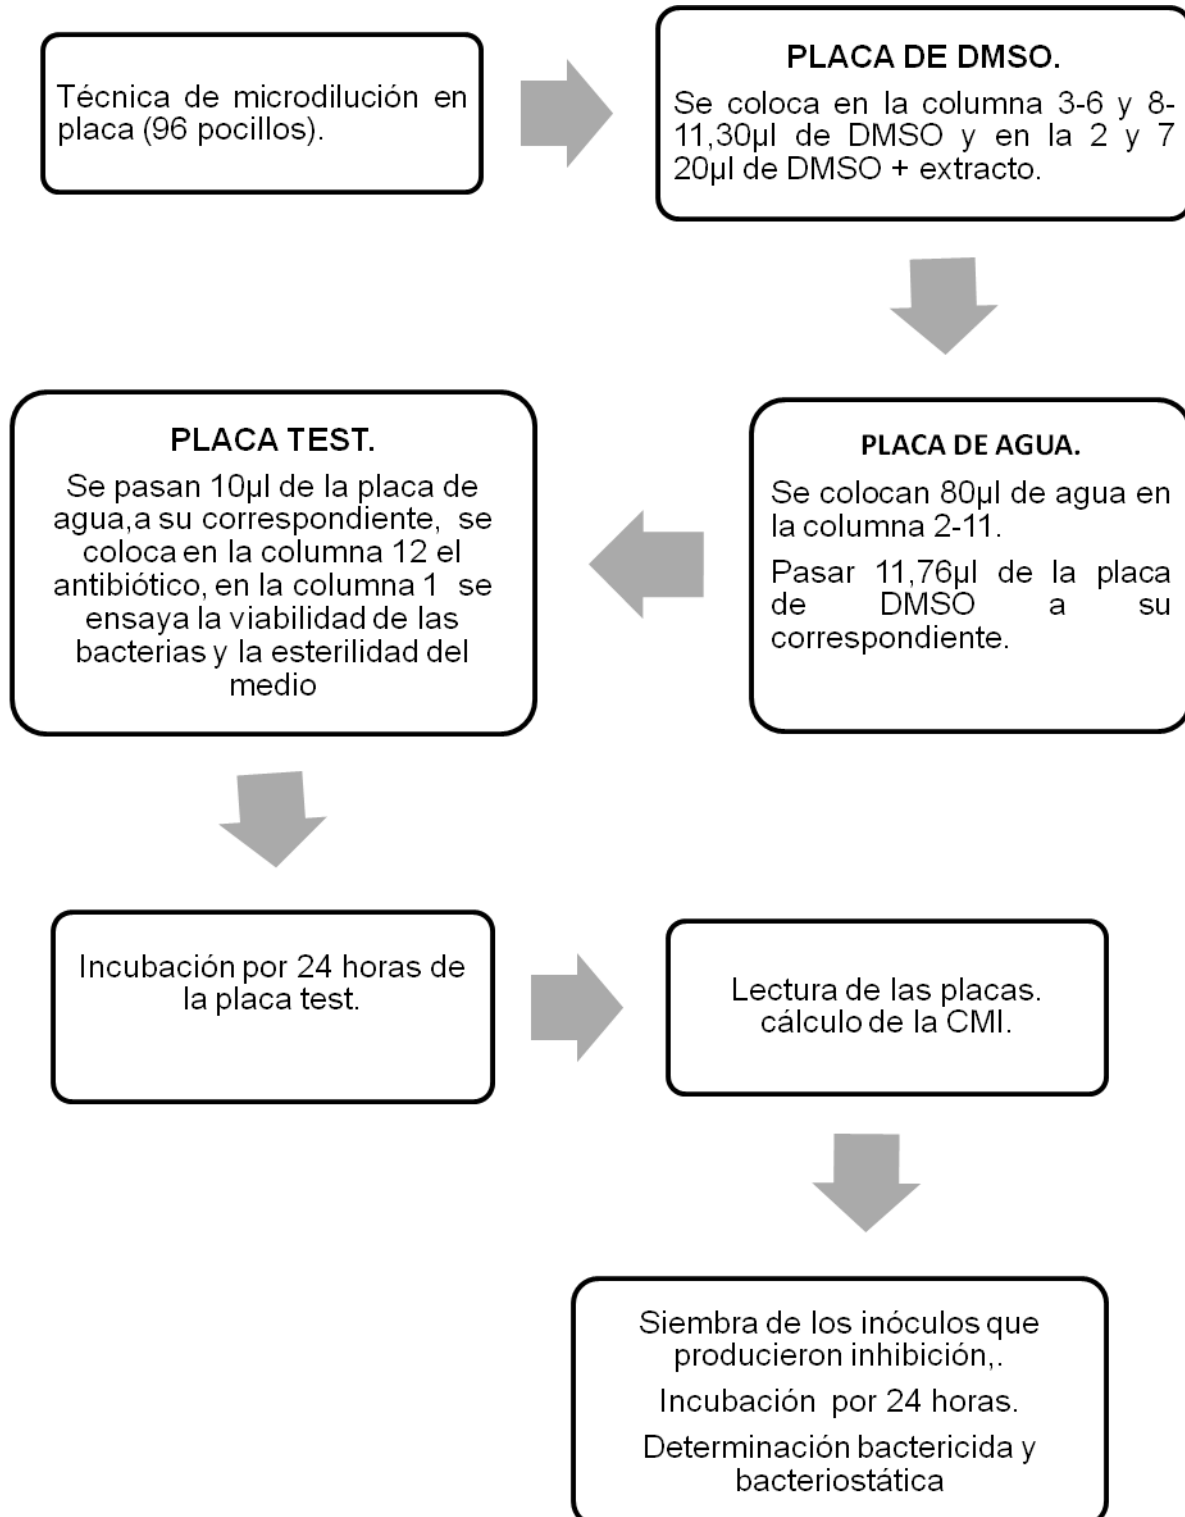 Técnica de microdilución en
placa (96 pocillos).
PLACA DE DMSO.
Se coloca en la columna 3-6 y 8-
11,30µl de DMSO y en la 2 y 7
20µl de DMSO + extracto.
PLACA DE AGUA.
Se colocan 80µl de agua en
la columna 2-11.
Pasar 11,76µl de la placa
de DMSO a su
correspondiente.
PLACA TEST.
Se pasan 10µl de la placa de
agua,a su correspondiente, se
coloca en la columna 12 el
antibiótico, en la columna 1 se
ensaya la viabilidad de las
bacterias y la esterilidad del
medio
Incubación por 24 horas de
la placa test.
Lectura de las placas.
cálculo de la CMI.
Siembra de los inóculos que
producieron inhibición,.
Incubación por 24 horas.
Determinación bactericida y
bacteriostática